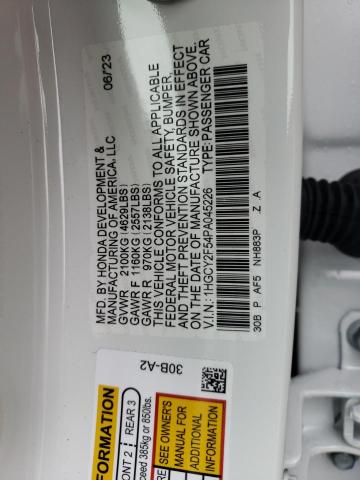 MFD. BY HONDA DEVELOPMENT & 06/23
MANUFACTURING OF AMERICA, LLC
GVWR 2100KG(4629LBS)
GAWR F 1160KG(2557LBS)
GAWR R 970KG(2138LBS)
THIS VEHICLE CONFORMS TO ALL APPLICABLE
FEDERAL MOTOR VEHICLE SAFETY, BUMPER,
AND THEFT PREVENTION STANDARDS IN EFFECT
ON THE DATE OF MANUFACTURE SHOWN ABOVE.
V.I.N.:1HGCY2F54PA045226 TYPE:PASSENGER CAR
30B P AF5 NH883P Z A
30B-A2
FORMATION
ONT 2 REAR 3
ceed 385kg or 850lbs.
RE SEE OWNER'S
MANUAL FOR
ADDITIONAL
INFORMATION